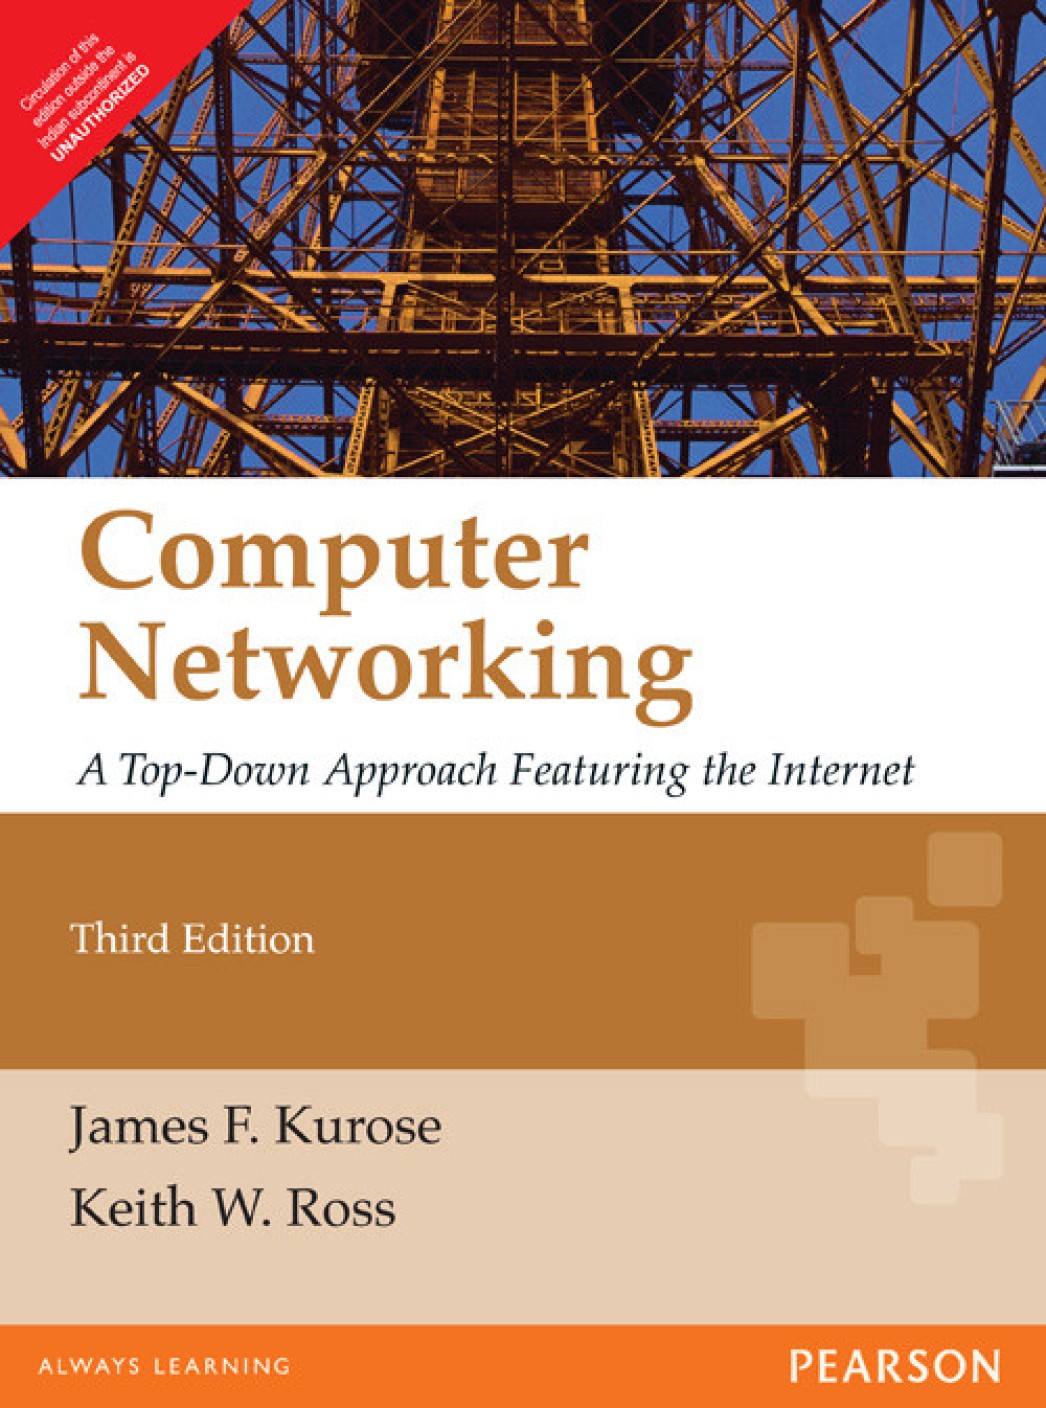 Circulation of this
edition outside the
Indian subcontinent is
UNAUTHORIZED
Computer
Networking
A Top-Down Approach Featuring the Internet
Third Edition
James F. Kurose
Keith W. Ross
ALWAYS LEARNING
PEARSON